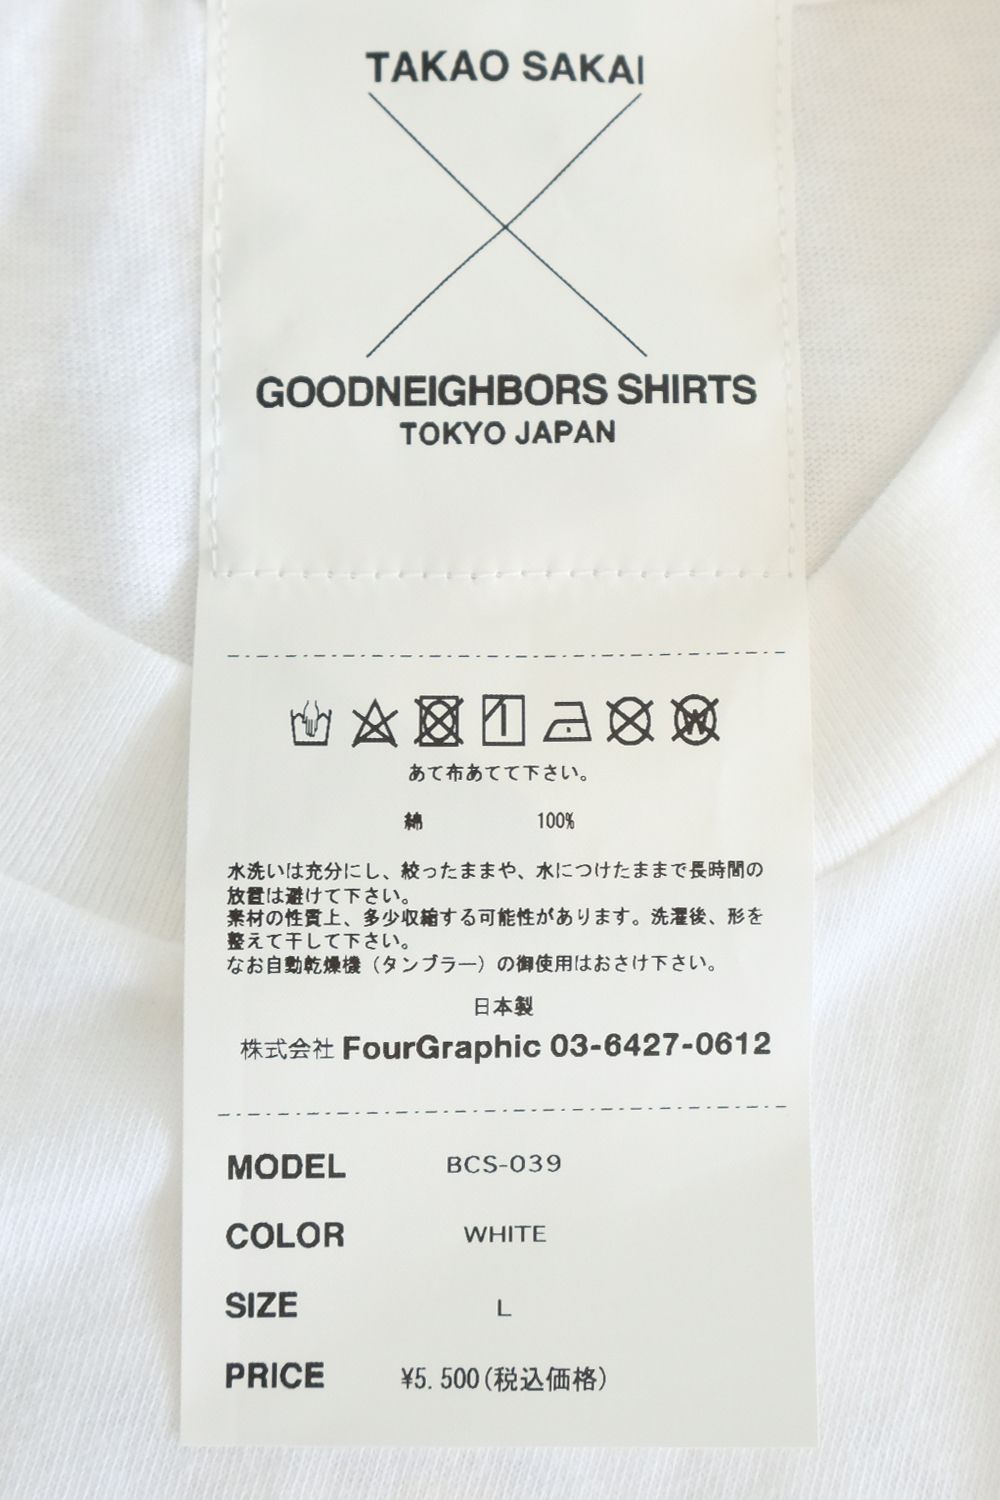 TAKAO SAKAI
GOODNEIGHBORS SHIRTS
TOKYO JAPAN
あて布あてて下さい。
綿 100%
水洗いは充分にし、絞ったままや、水につけたままで長時間の
放置は避けて下さい。
素材の性質上、多少収縮する可能性があります。洗濯後、形を
整えて干して下さい。
なお自動乾燥機（タンブラー）の御使用はおさけ下さい。
日本製
株式会社 FourGraphic 03-6427-0612
MODEL BCS-039
COLOR WHITE
SIZE L
PRICE ¥5.500(税込価格)